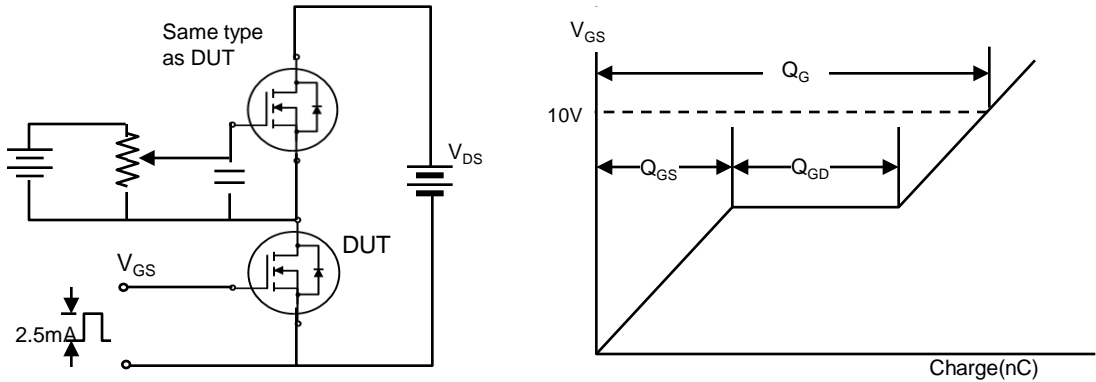 Same type
as DUT
V_DS
DUT
V_GS
2.5mA
V_GS
Q_G
10V
Q_GS
Q_GD
Charge(nC)